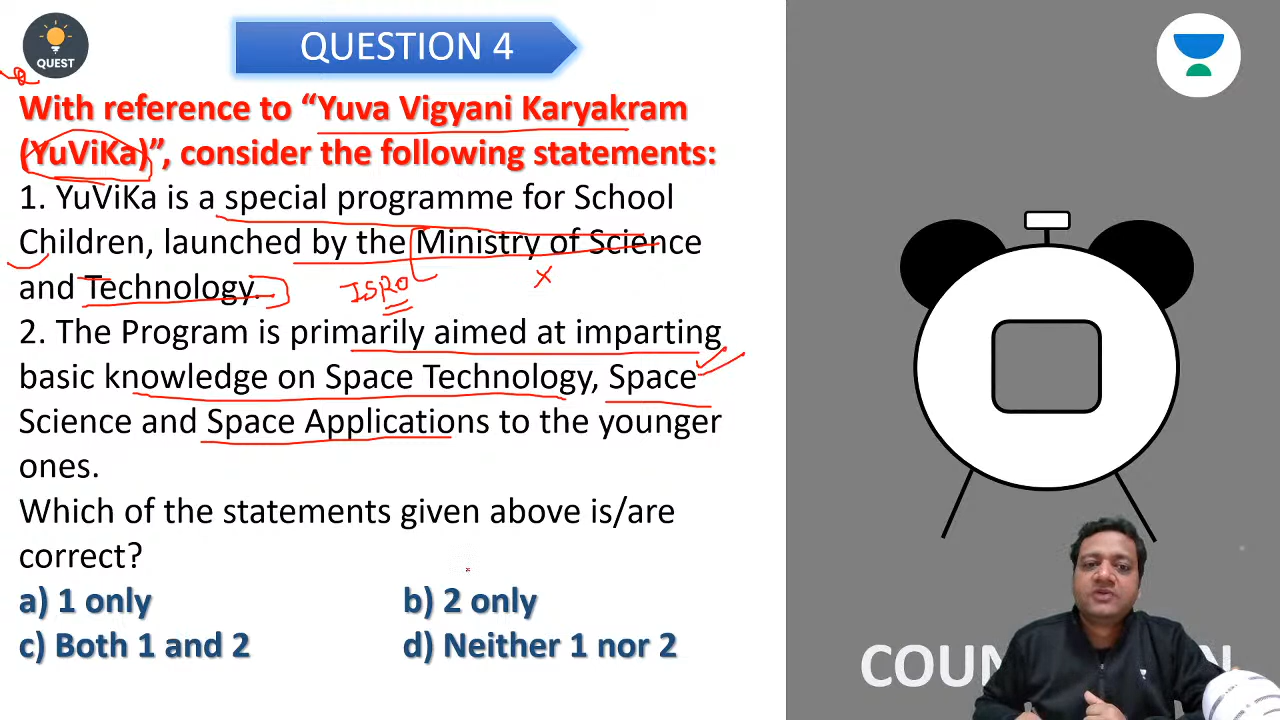 QUEST
QUESTION 4
With reference to “Yuva Vigyani Karyakram
(YuViKa)”, consider the following statements:
1. YuViKa is a special programme for School
Children, launched by the Ministry of Science
and Technology.
ISRO
2. The Program is primarily aimed at imparting
basic knowledge on Space Technology, Space
Science and Space Applications to the younger
ones.
Which of the statements given above is/are
correct?
a) 1 only
b) 2 only
c) Both 1 and 2
d) Neither 1 nor 2